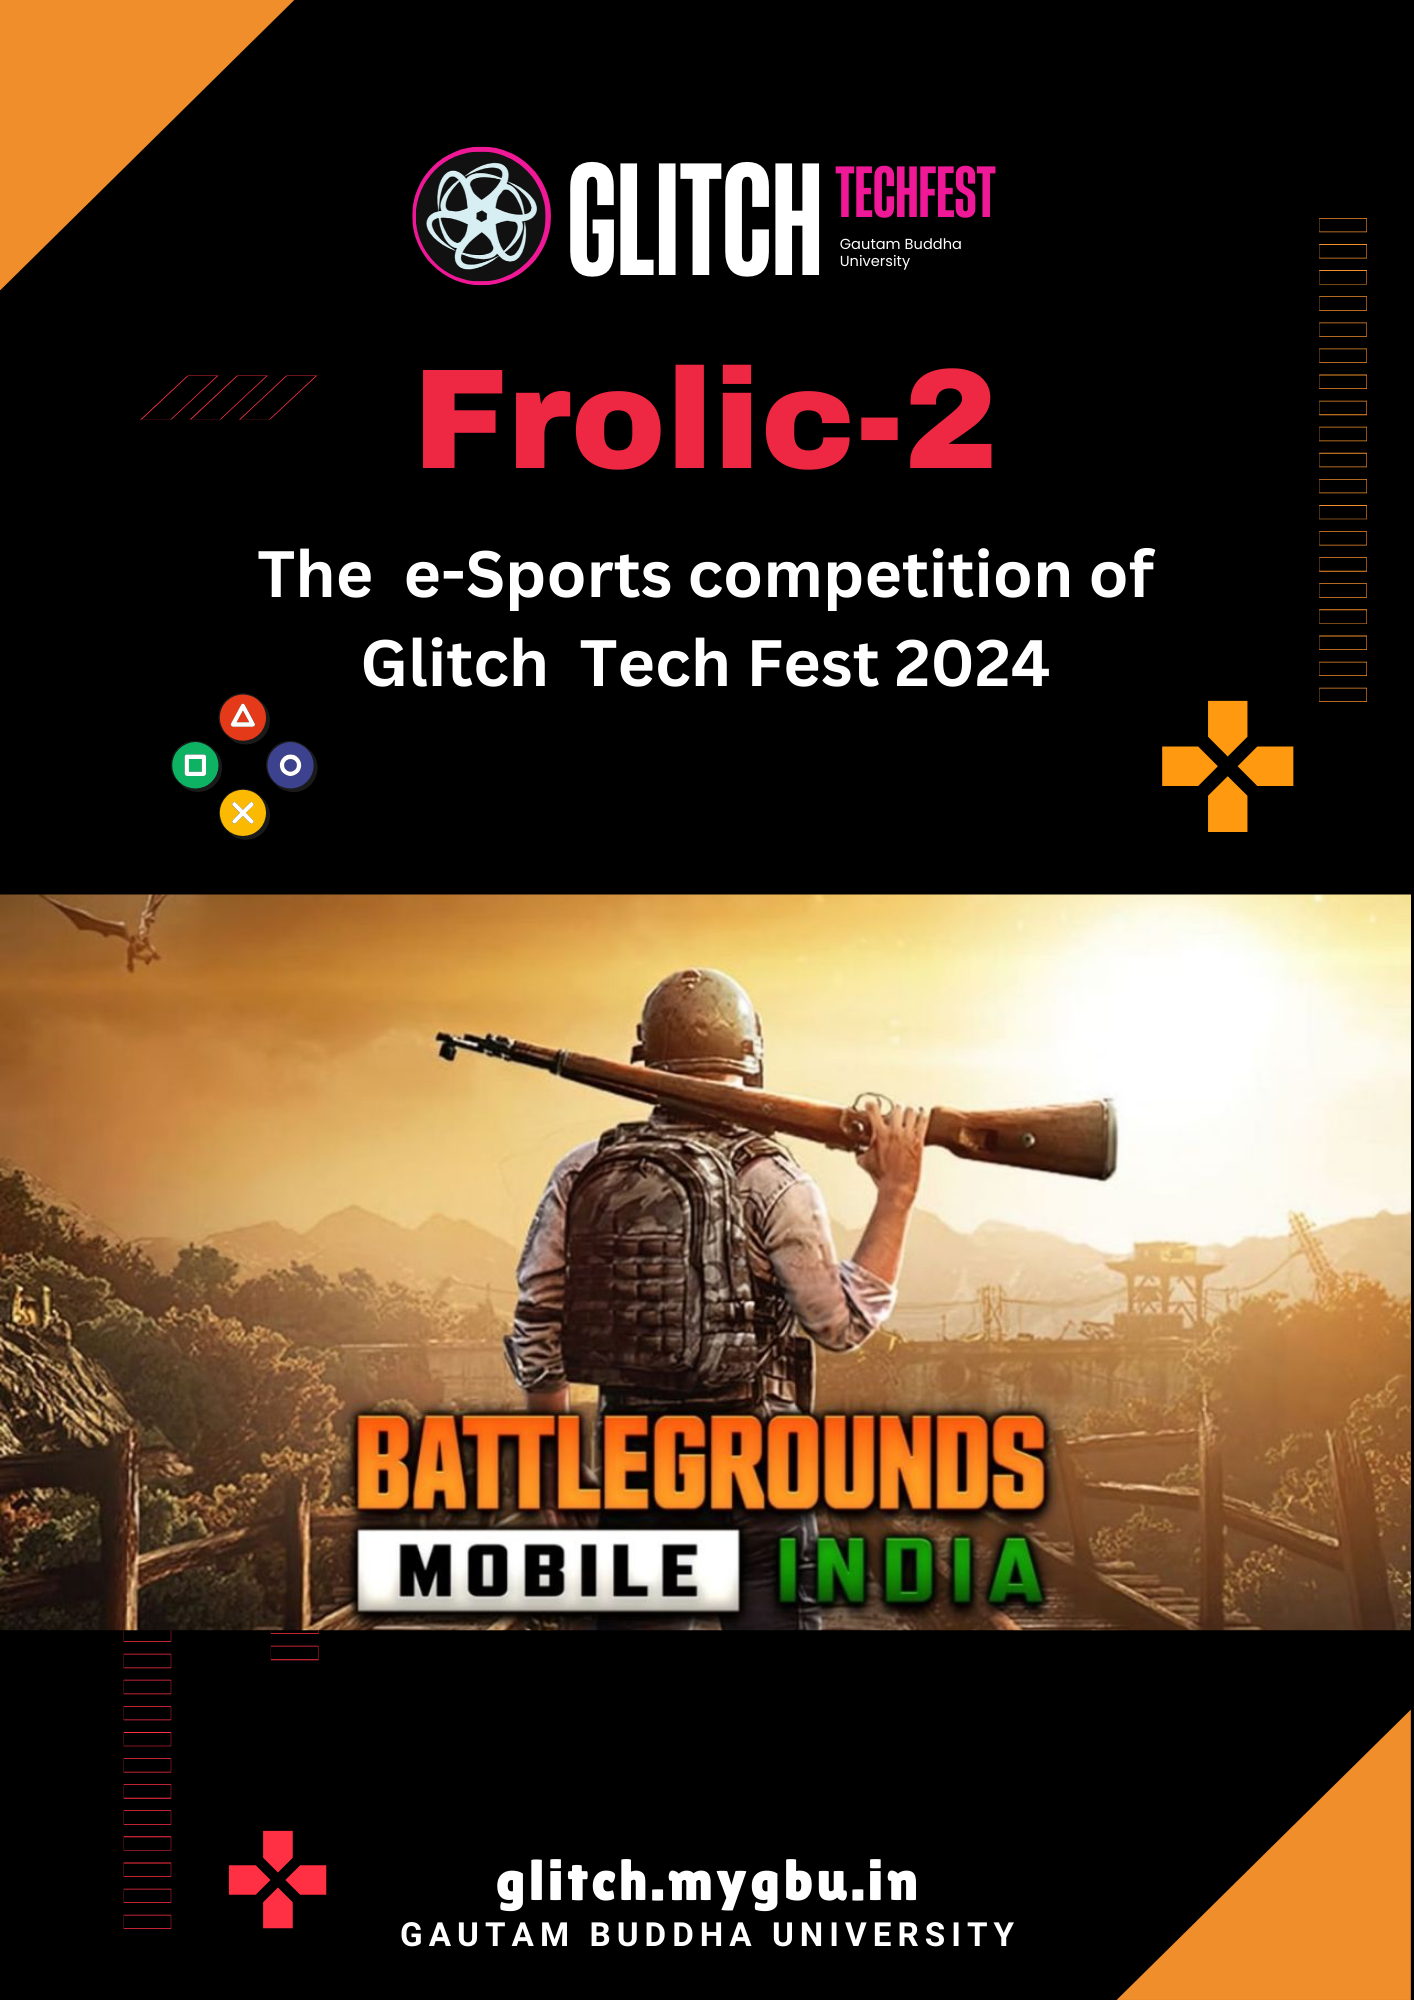 GLITCH TECHFEST
Gautam Buddha
University
Frolic-2
The e-Sports competition of
Glitch Tech Fest 2024
BATTLEGROUNDS
MOBILE INDIA
glitch.mygbu.in
GAUTAM BUDDHA UNIVERSITY